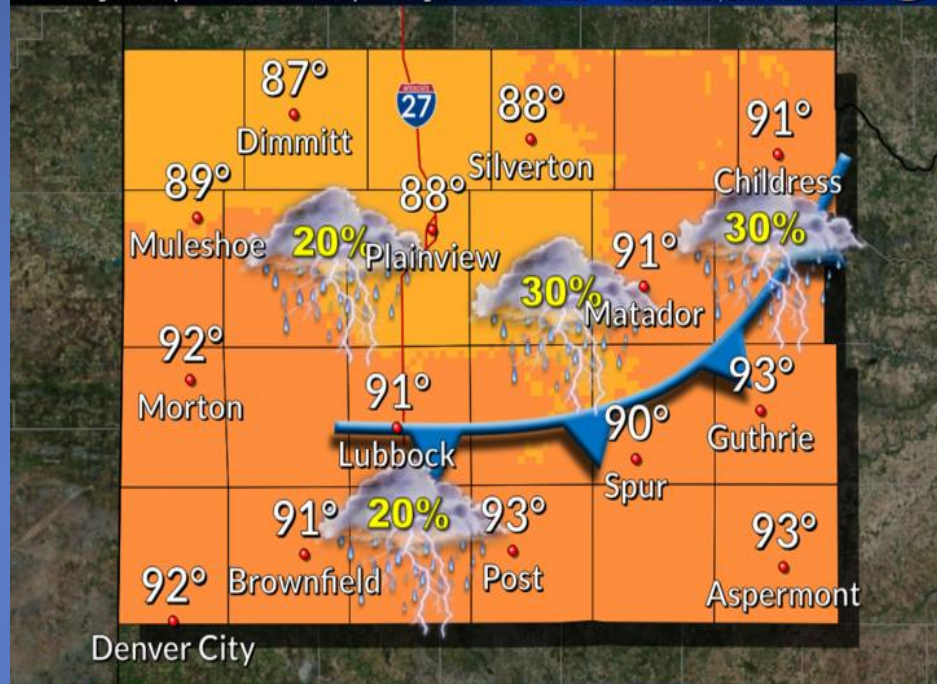 87°
Dimmitt
INTERSTATE
27
88°
Silverton
91°
Childress
89°
Muleshoe
88°
Plainview
20%
30%
30%
91°
Matador
92°
Morton
91°
Lubbock
93°
Guthrie
90°
Spur
20%
91°
Brownfield
93°
Post
93°
Aspermont
92°
Denver City